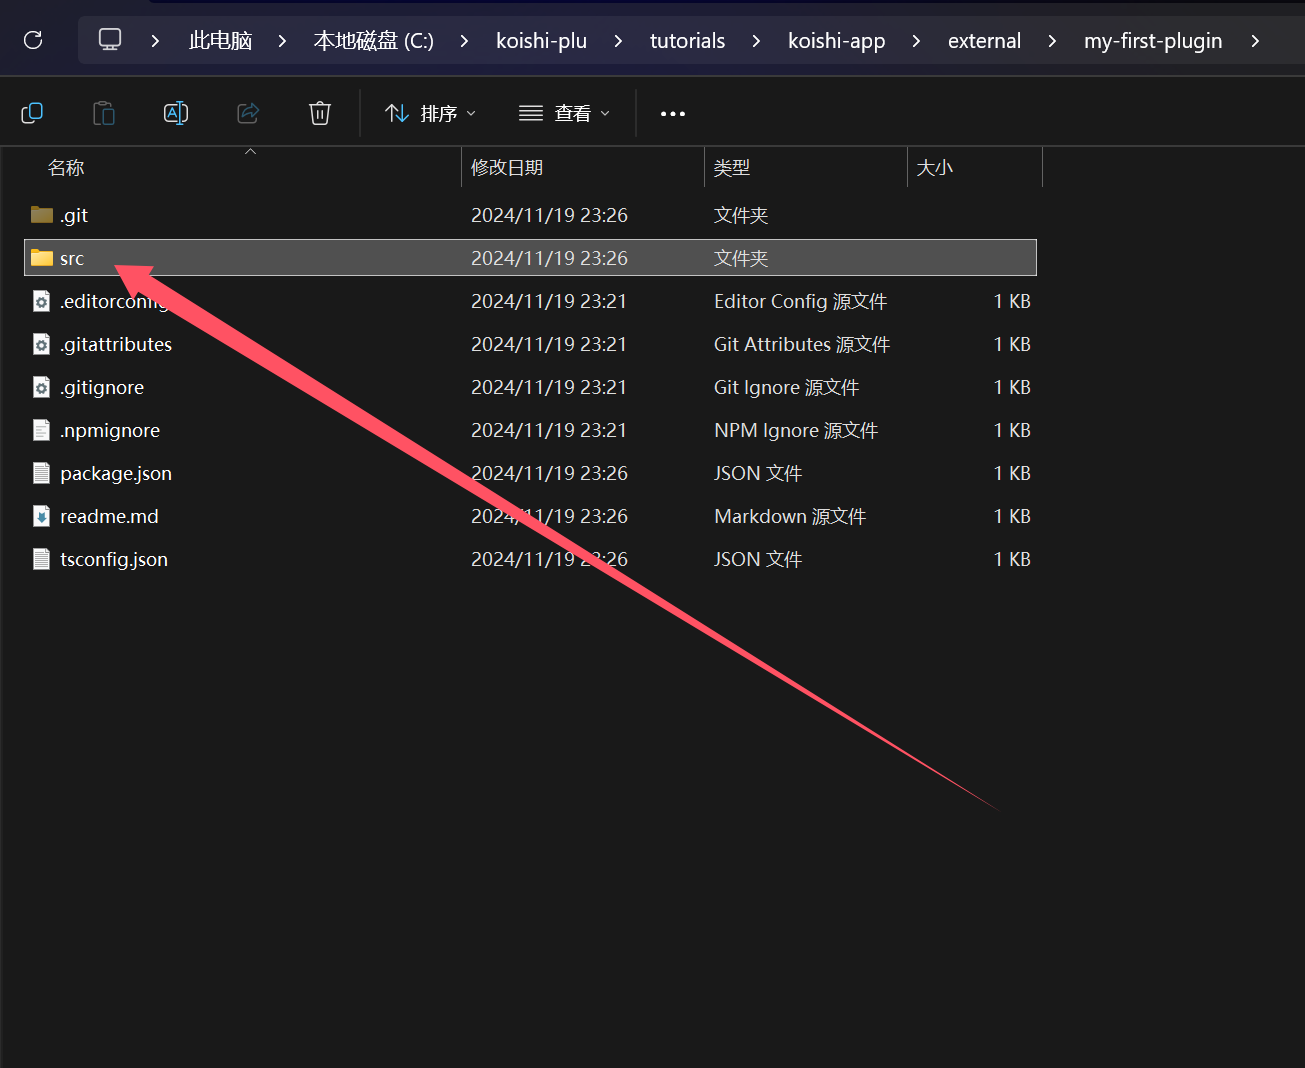 此电脑 本地磁盘 (C:) koishi-plu tutorials koishi-app external my-first-plugin
排序 查看
名称 修改日期 类型 大小
.git 2024/11/19 23:26 文件夹
src 2024/11/19 23:26 文件夹
.editorconfig 2024/11/19 23:21 Editor Config 源文件 1 KB
.gitattributes 2024/11/19 23:21 Git Attributes 源文件 1 KB
.gitignore 2024/11/19 23:21 Git Ignore 源文件 1 KB
.npmignore 2024/11/19 23:21 NPM Ignore 源文件 1 KB
package.json 2024/11/19 23:26 JSON 文件 1 KB
readme.md 2024/11/19 23:26 Markdown 源文件 1 KB
tsconfig.json 2024/11/19 23:26 JSON 文件 1 KB